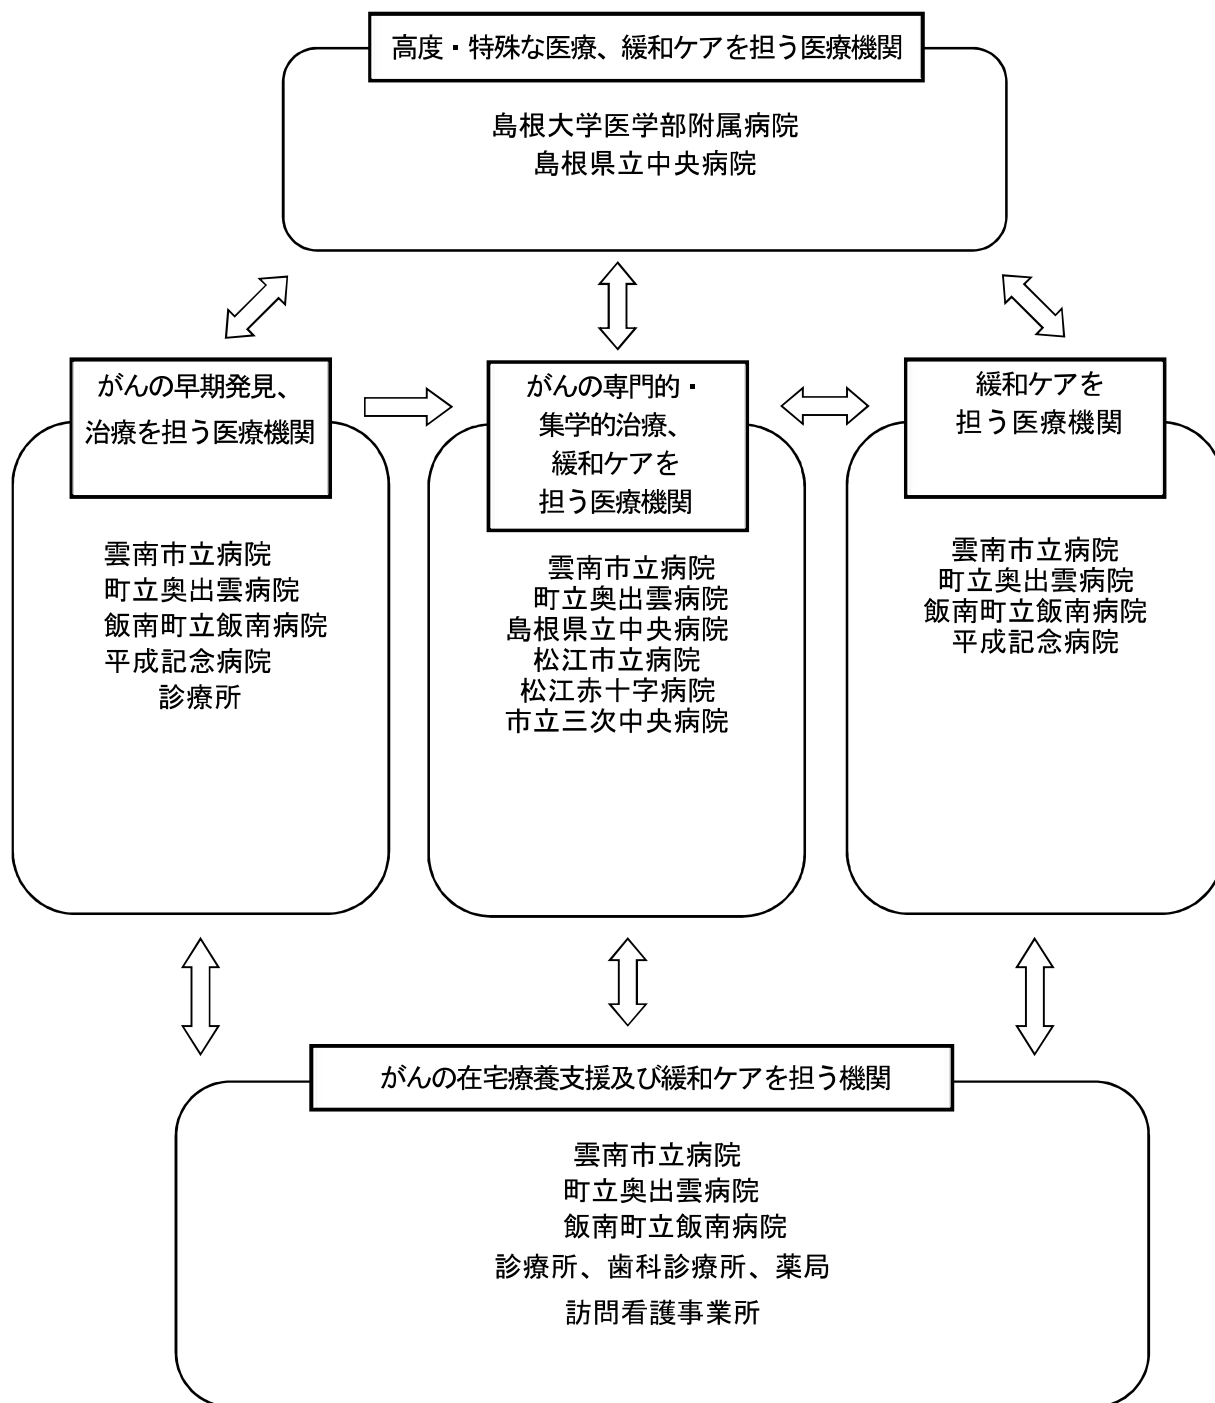 高度・特殊な医療、緩和ケアを担う医療機関
島根大学医学部附属病院
島根県立中央病院
がんの早期発見、
治療を担う医療機関
雲南市立病院
町立奥出雲病院
飯南町立飯南病院
平成記念病院
診療所
がんの専門的・
集学的治療、
緩和ケアを
担う医療機関
雲南市立病院
町立奥出雲病院
島根県立中央病院
松江市立病院
松江赤十字病院
市立三次中央病院
緩和ケアを
担う医療機関
雲南市立病院
町立奥出雲病院
飯南町立飯南病院
平成記念病院
がんの在宅療養支援及び緩和ケアを担う機関
雲南市立病院
町立奥出雲病院
飯南町立飯南病院
診療所、歯科診療所、薬局
訪問看護事業所